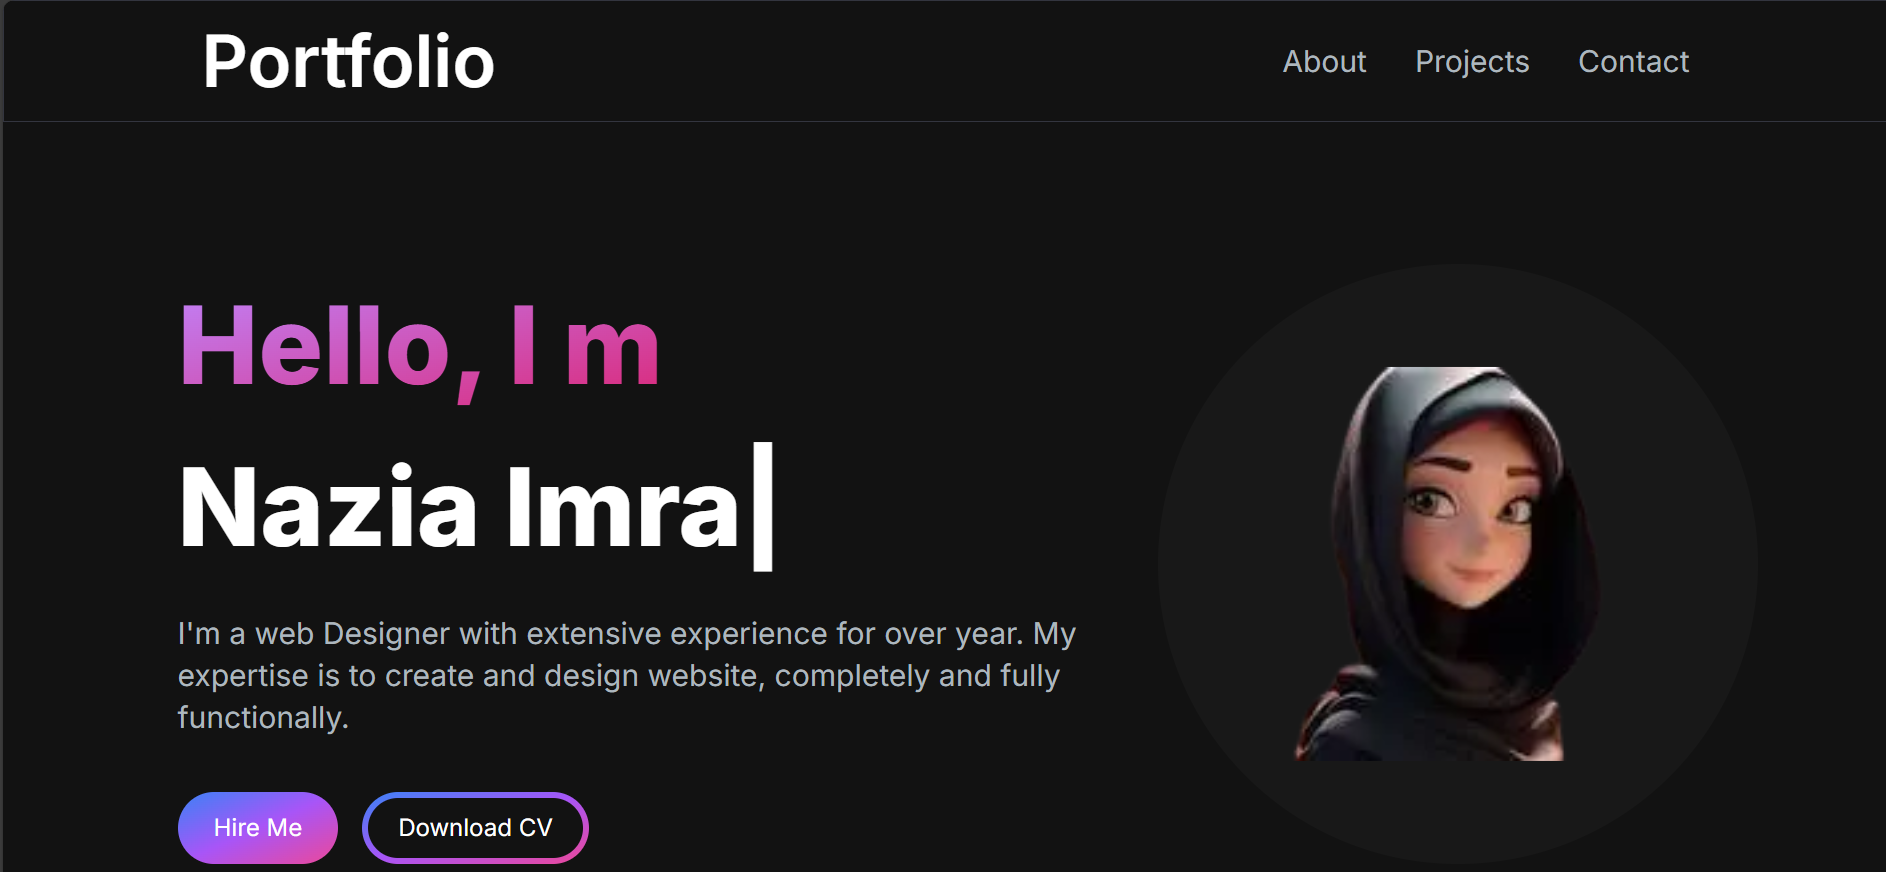 Portfolio
About Projects Contact
Hello, I m
Nazia Imra|
I'm a web Designer with extensive experience for over year. My
expertise is to create and design website, completely and fully
functionally.
Hire Me
Download CV